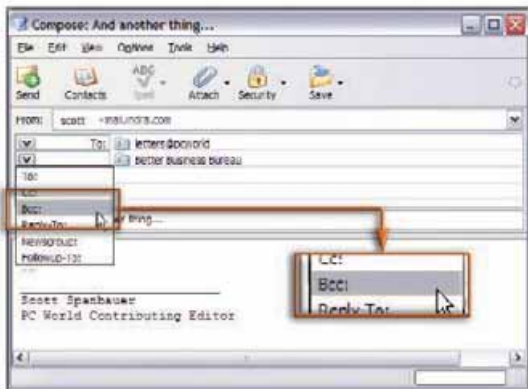 Compose: And another thing...
File Edit View Options Tools Help
Send Contacts Spell Attach Security Save
From: scott
To: letters@pcworld
Better Business Bureau
To:
Cc:
Bcc:
Reply-To:
Newsgroup:
Followup-To:
thing...
Cc:
Bcc:
Reply-To:
Scott Spanbauer
PC World Contributing Editor